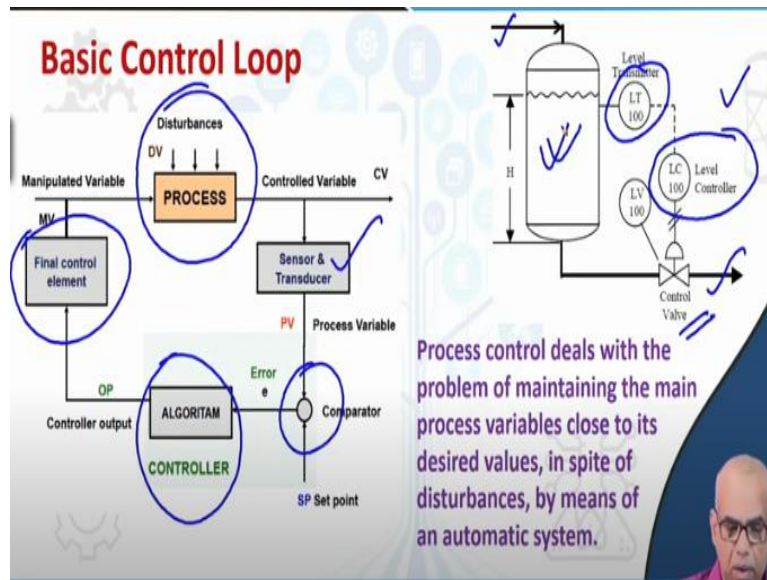 Basic Control Loop
Disturbances
DV
Manipulated Variable
PROCESS
Controlled Variable
CV
MV
Final control
element
Sensor &
Transducer
PV
Process Variable
Error
e
OP
ALGORITAM
Comparator
Controller output
CONTROLLER
SP Set point
Level
Transmitter
LT
100
H
LC
100
Level
Controller
LV
100
Control
Valve
Process control deals with the
problem of maintaining the main
process variables close to its
desired values, in spite of
disturbances, by means of
an automatic system.